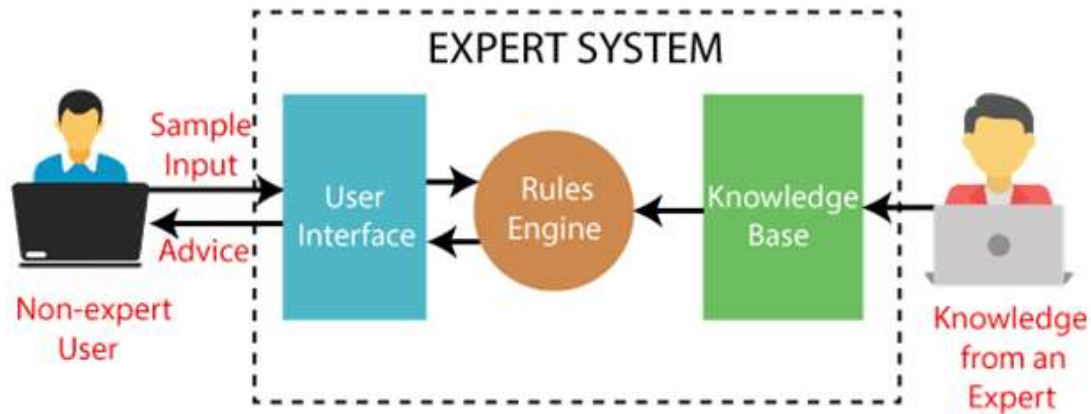 EXPERT SYSTEM
Sample
Input
Advice
Non-expert
User
User
Interface
Rules
Engine
Knowledge
Base
Knowledge
from an
Expert